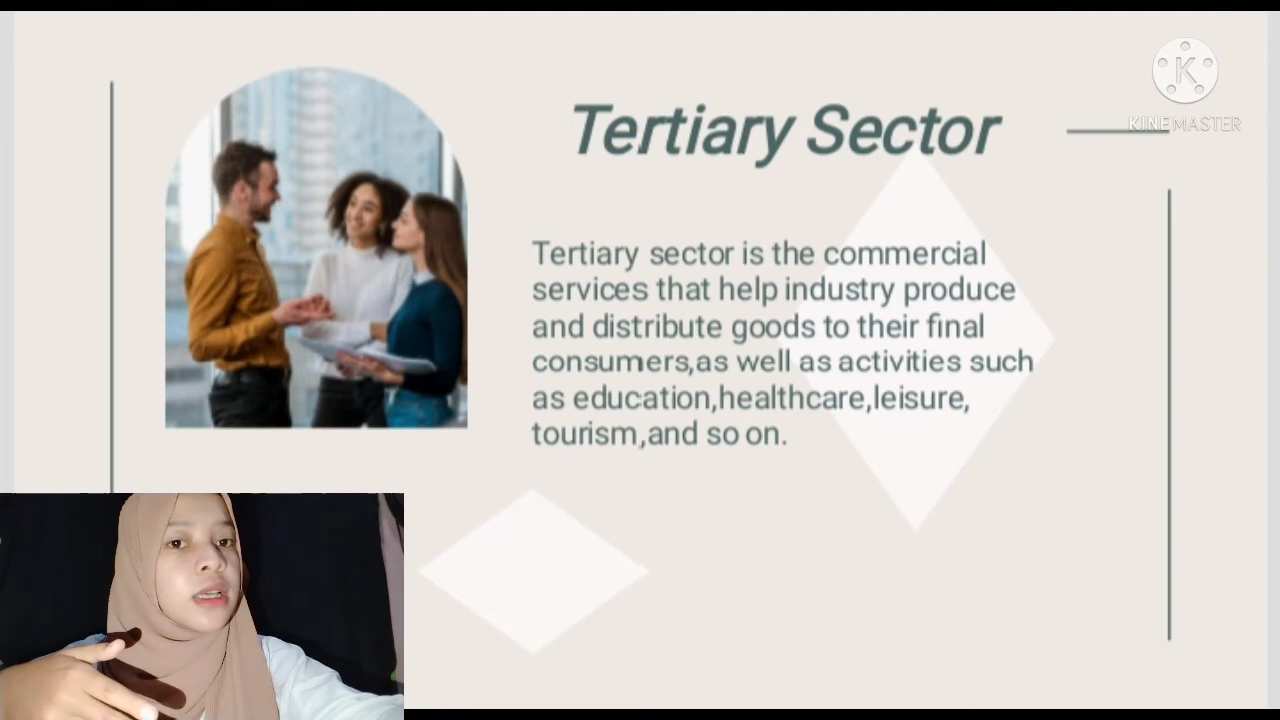 Tertiary Sector
K
KINEMASTER
Tertiary sector is the commercial
services that help industry produce
and distribute goods to their final
consumers,as well as activities such
as education,healthcare,leisure,
tourism,and so on.